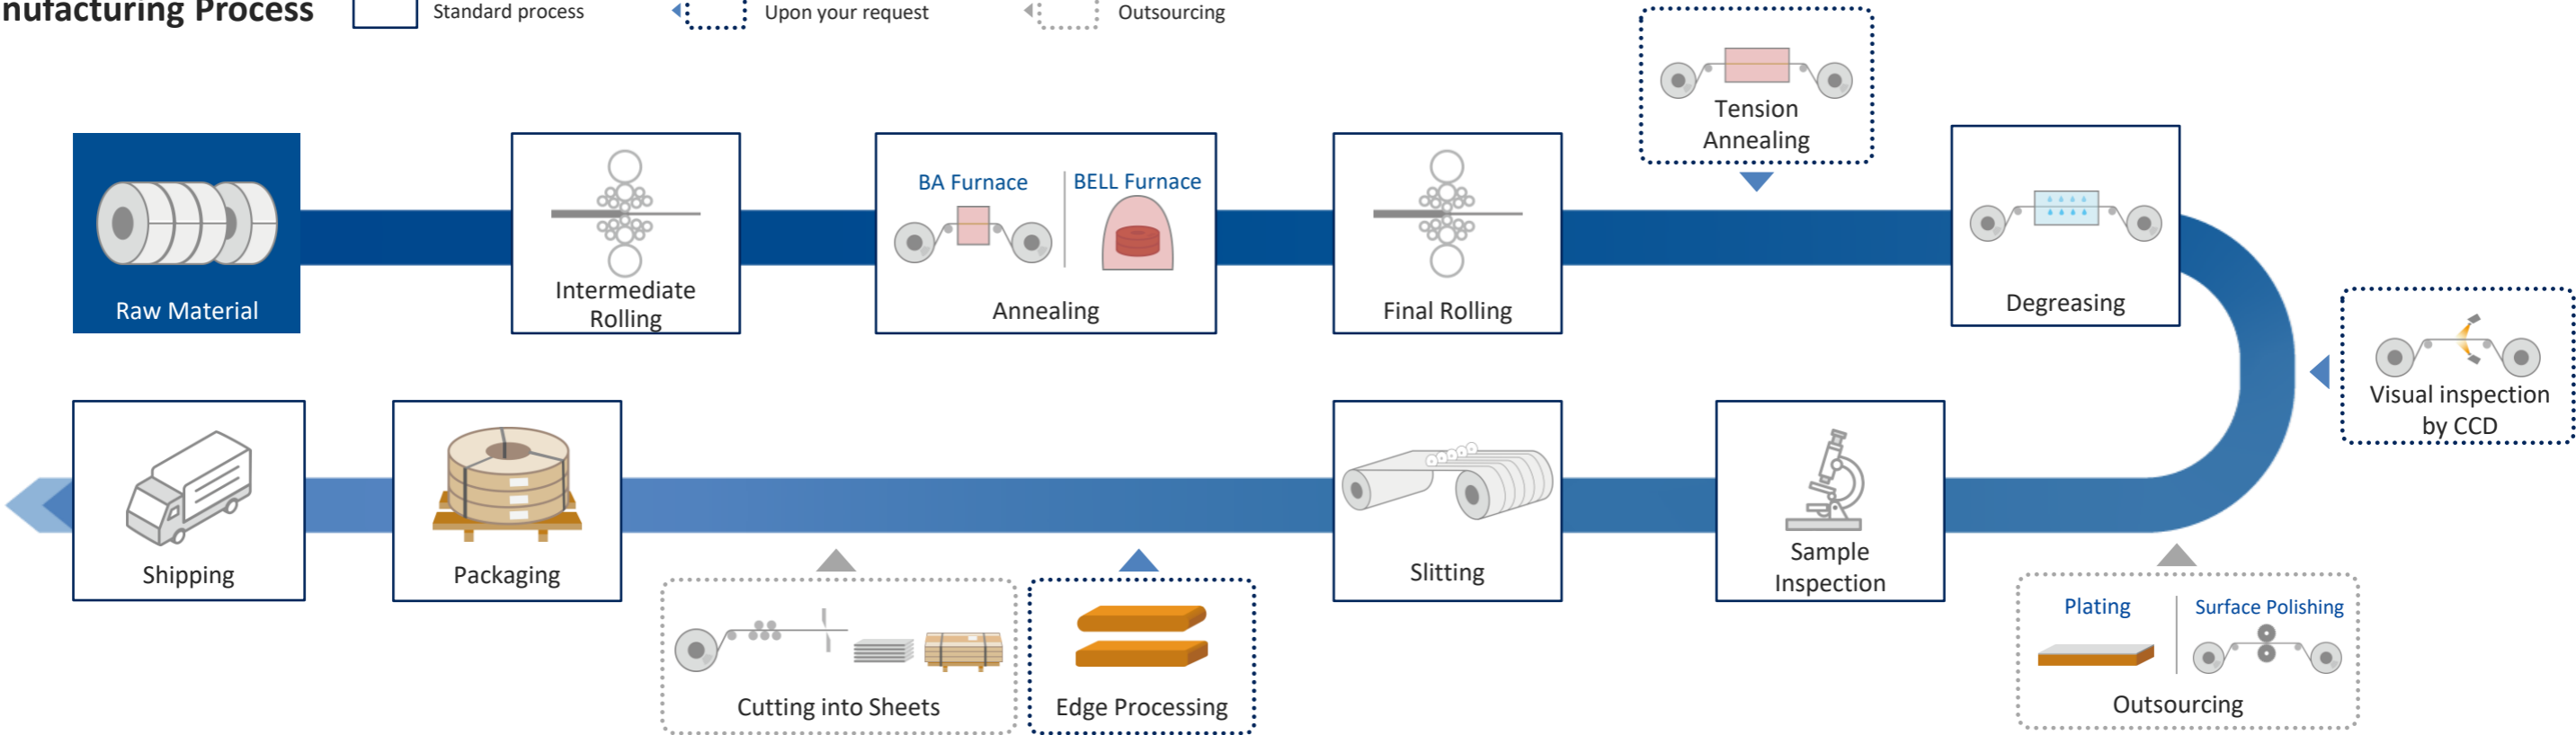 nufacturing Process
Standard process
Upon your request
Outsourcing
Tension
Annealing
Raw Material
Intermediate
Rolling
BA Furnace
BELL Furnace
Annealing
Final Rolling
Degreasing
Visual inspection
by CCD
Shipping
Packaging
Slitting
Sample
Inspection
Cutting into Sheets
Edge Processing
Plating
Surface Polishing
Outsourcing